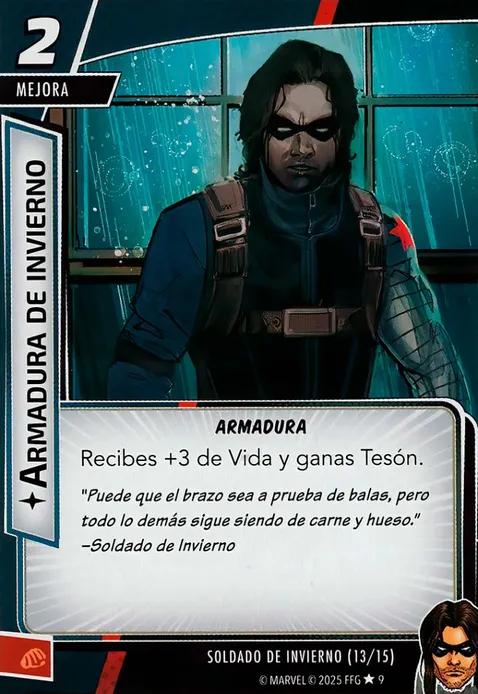 2
MEJORA
ARMADURA DE INVIERNO
ARMADURA
Recibes +3 de Vida y ganas Tesón.
"Puede que el brazo sea a prueba de balas, pero
todo lo demás sigue siendo de carne y hueso."
–Soldado de Invierno
SOLDADO DE INVIERNO (13/15)
© MARVEL © 2025 FFG ★ 9